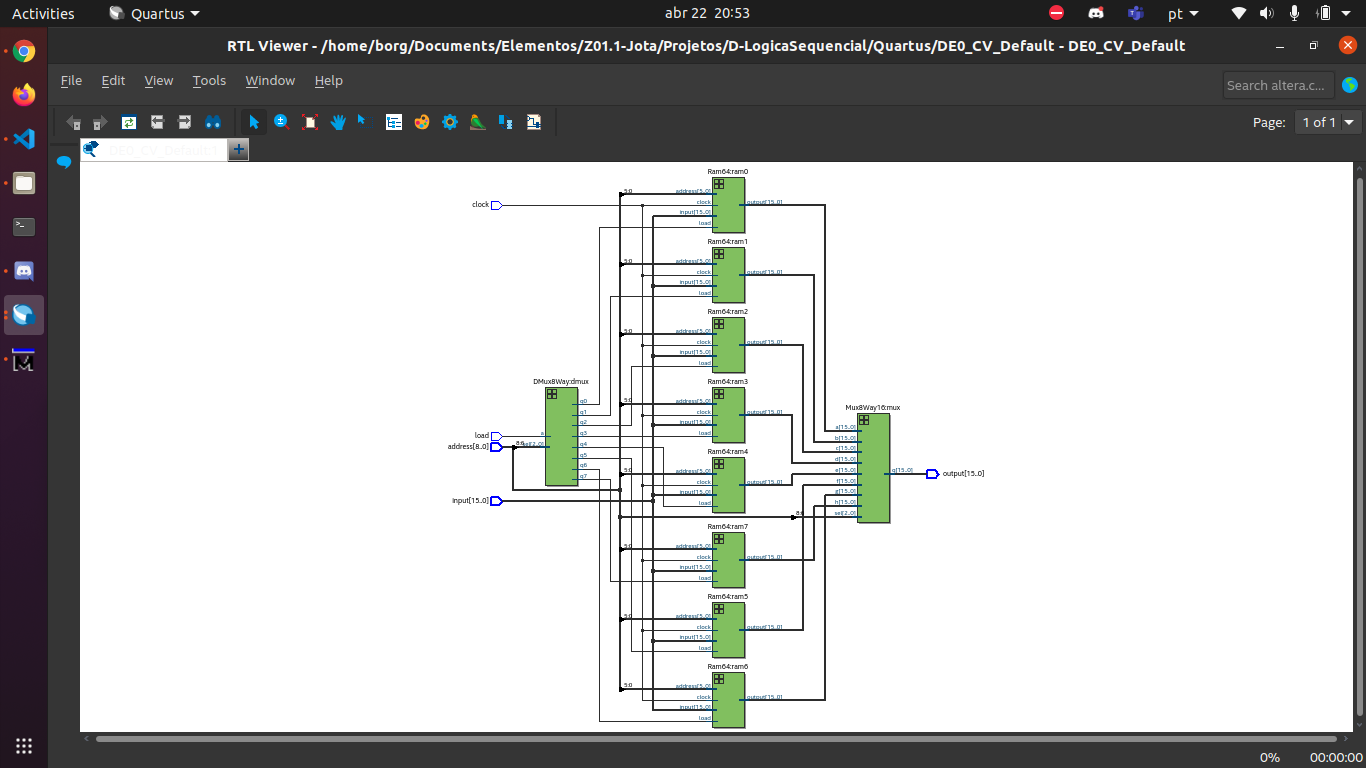 Activities
Quartus
abr 22 20:53
pt
RTL Viewer - /home/borg/Documents/Elementos/Z01.1-Jota/Projetos/D-LogicaSequencial/Quartus/DE0_CV_Default - DE0_CV_Default
File Edit View Tools Window Help
Search altera.c...
Page: 1 of 1
DE0_CV_Default:1
Ram64:ram0
5:0
address[5..0]
clock
input[15..0]
load
output[15..0]
clock
Ram64:ram1
5:0
address[5..0]
clock
input[15..0]
load
output[15..0]
Ram64:ram2
5:0
address[5..0]
clock
input[15..0]
load
output[15..0]
DMux8Way:dmux
q0
q1
q2
q3
q4
q5
q6
q7
a
sel[2..0]
8:6
load
address[8..0]
input[15..0]
Ram64:ram3
5:0
address[5..0]
clock
input[15..0]
load
output[15..0]
Ram64:ram4
5:0
address[5..0]
clock
input[15..0]
load
output[15..0]
Mux8Way16:mux
a[15..0]
b[15..0]
c[15..0]
d[15..0]
e[15..0]
f[15..0]
g[15..0]
h[15..0]
8:6
sel[2..0]
q[15..0]
output[15..0]
Ram64:ram7
5:0
address[5..0]
clock
input[15..0]
load
output[15..0]
Ram64:ram5
5:0
address[5..0]
clock
input[15..0]
load
output[15..0]
Ram64:ram6
5:0
address[5..0]
clock
input[15..0]
load
output[15..0]
0% 00:00:00